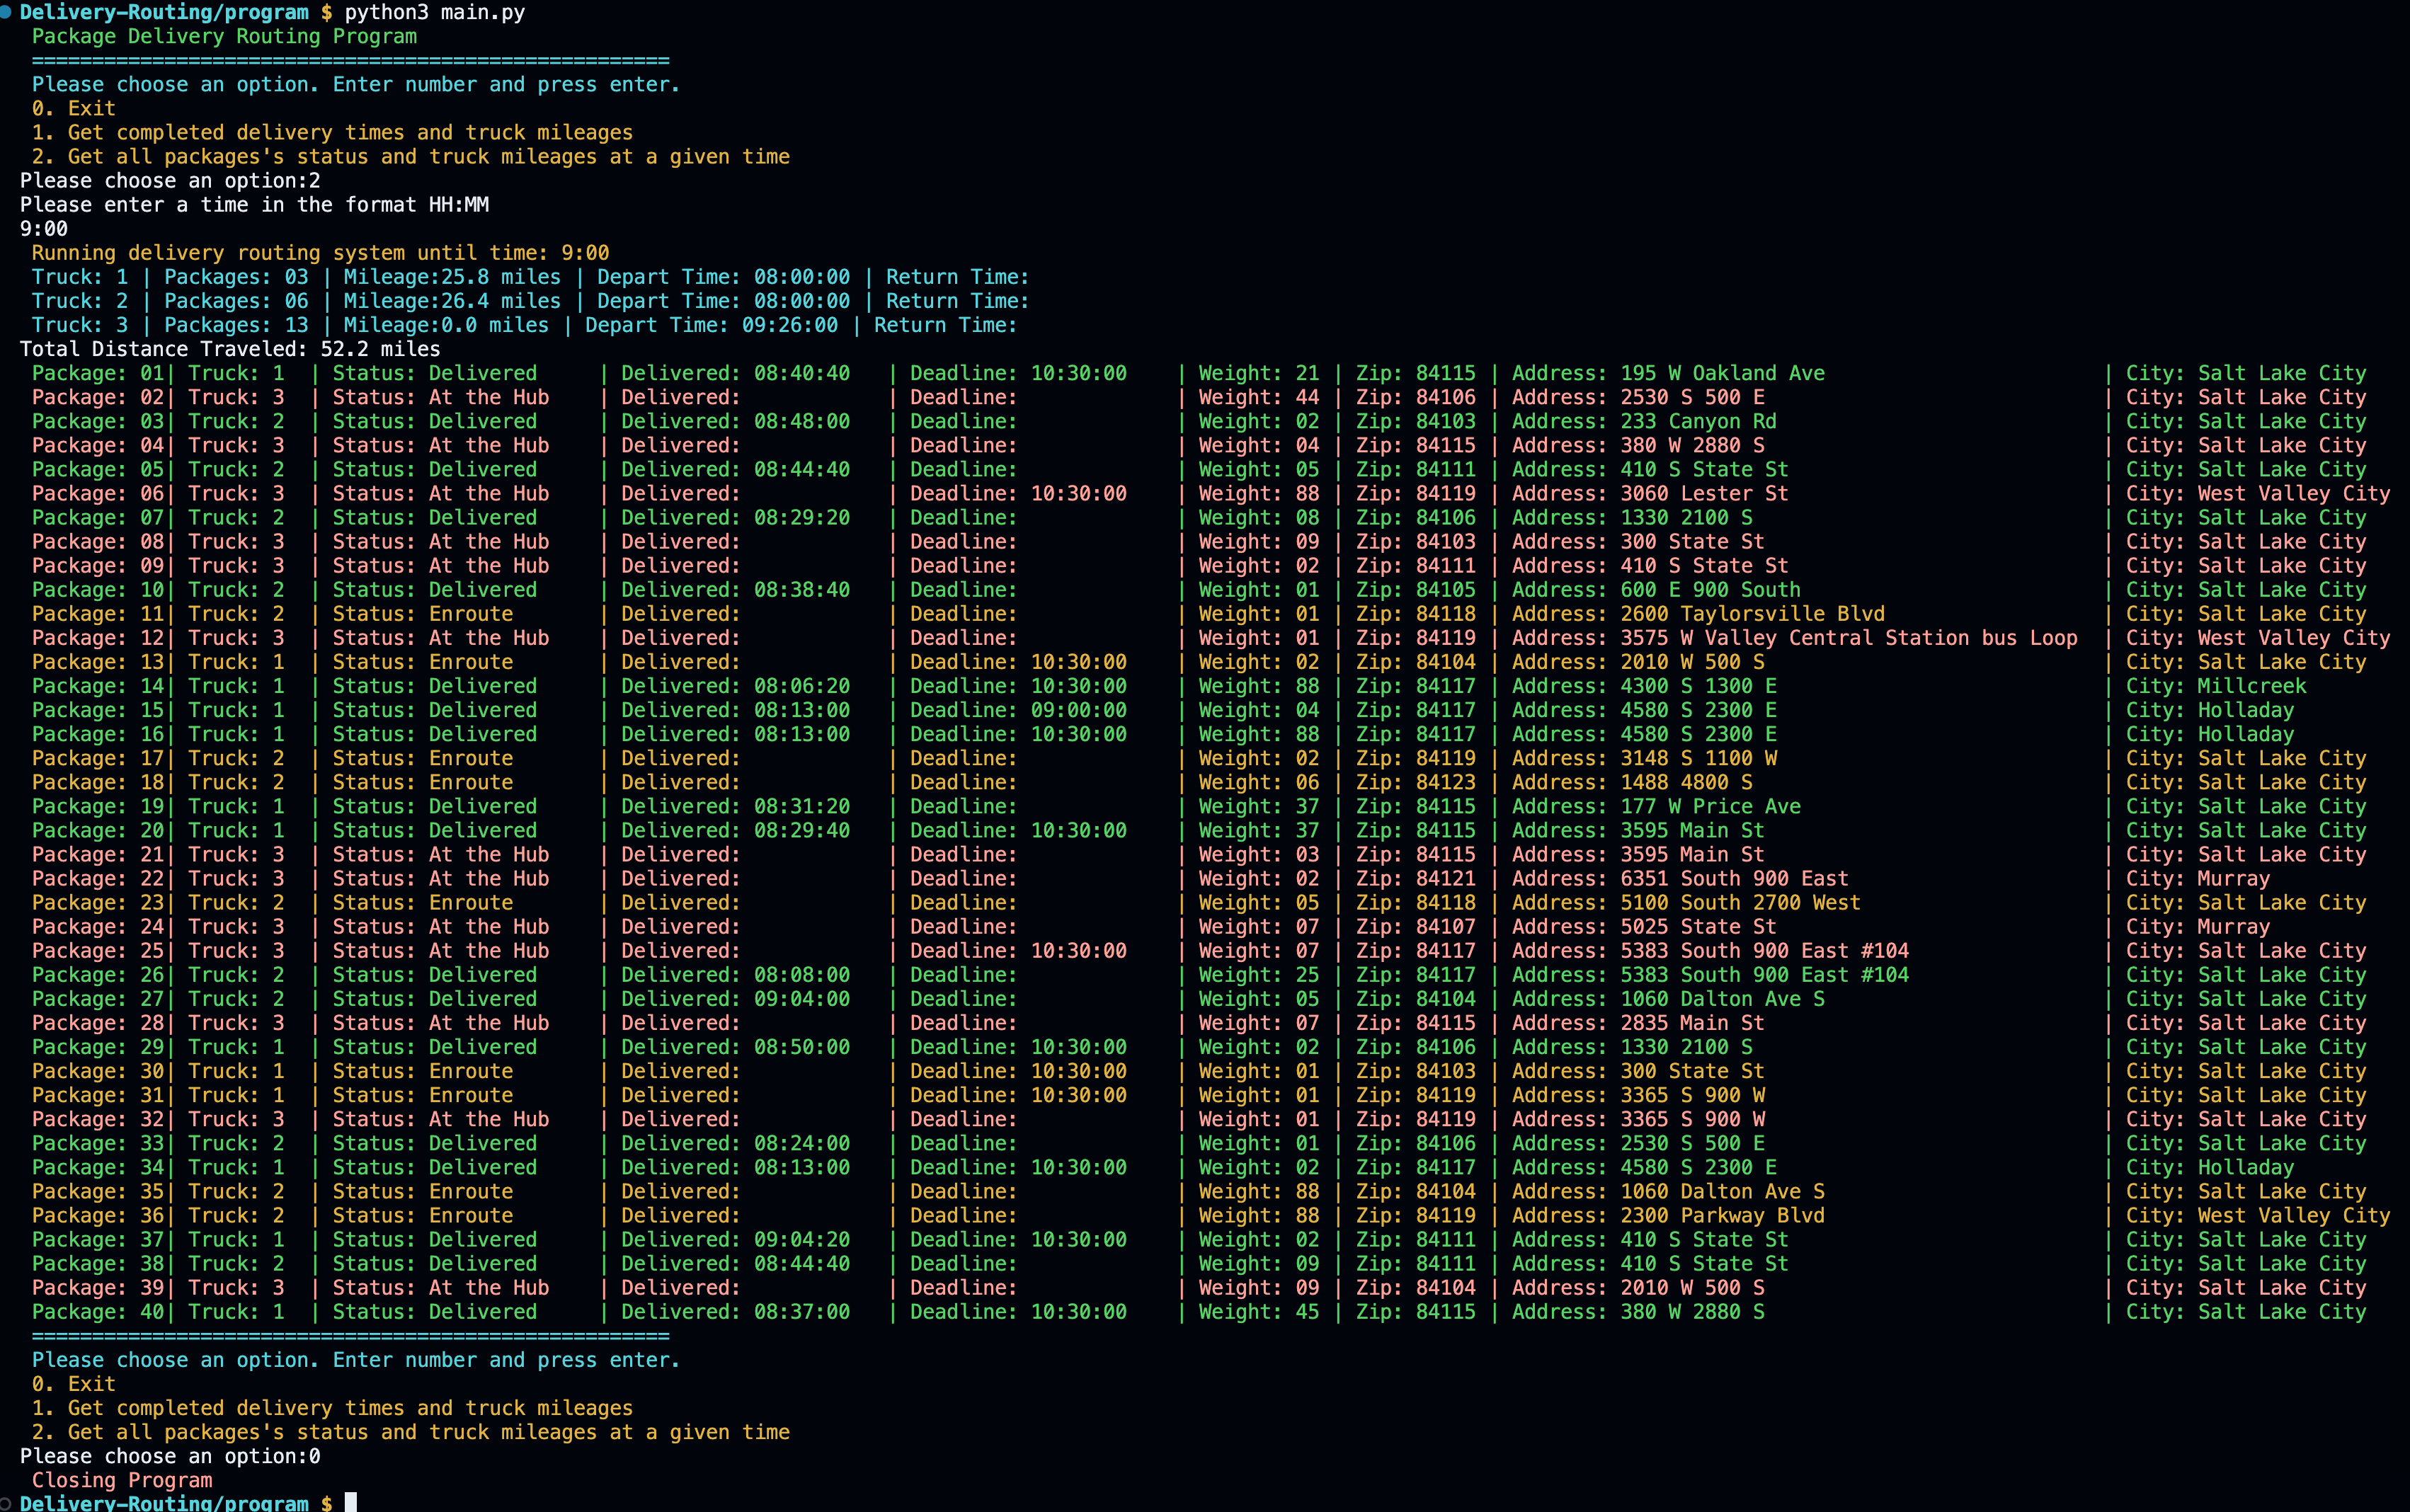 Delivery-Routing/program $ python3 main.py
Package Delivery Routing Program
=====================================================
Please choose an option. Enter number and press enter.
0. Exit
1. Get completed delivery times and truck mileages
2. Get all packages's status and truck mileages at a given time
Please choose an option:2
Please enter a time in the format HH:MM
9:00
Running delivery routing system until time: 9:00
Truck: 1 | Packages: 03 | Mileage:25.8 miles | Depart Time: 08:00:00 | Return Time:
Truck: 2 | Packages: 06 | Mileage:26.4 miles | Depart Time: 08:00:00 | Return Time:
Truck: 3 | Packages: 13 | Mileage:0.0 miles | Depart Time: 09:26:00 | Return Time:
Total Distance Traveled: 52.2 miles
Package: 01| Truck: 1 | Status: Delivered | Delivered: 08:40:40 | Deadline: 10:30:00 | Weight: 21 | Zip: 84115 | Address: 195 W Oakland Ave | City: Salt Lake City
Package: 02| Truck: 3 | Status: At the Hub | Delivered: | Deadline: | Weight: 44 | Zip: 84106 | Address: 2530 S 500 E | City: Salt Lake City
Package: 03| Truck: 2 | Status: Delivered | Delivered: 08:48:00 | Deadline: | Weight: 02 | Zip: 84103 | Address: 233 Canyon Rd | City: Salt Lake City
Package: 04| Truck: 3 | Status: At the Hub | Delivered: | Deadline: | Weight: 04 | Zip: 84115 | Address: 380 W 2880 S | City: Salt Lake City
Package: 05| Truck: 2 | Status: Delivered | Delivered: 08:44:40 | Deadline: | Weight: 05 | Zip: 84111 | Address: 410 S State St | City: Salt Lake City
Package: 06| Truck: 3 | Status: At the Hub | Delivered: | Deadline: 10:30:00 | Weight: 88 | Zip: 84119 | Address: 3060 Lester St | City: West Valley City
Package: 07| Truck: 2 | Status: Delivered | Delivered: 08:29:20 | Deadline: | Weight: 08 | Zip: 84106 | Address: 1330 2100 S | City: Salt Lake City
Package: 08| Truck: 3 | Status: At the Hub | Delivered: | Deadline: | Weight: 09 | Zip: 84103 | Address: 300 State St | City: Salt Lake City
Package: 09| Truck: 3 | Status: At the Hub | Delivered: | Deadline: | Weight: 02 | Zip: 84111 | Address: 410 S State St | City: Salt Lake City
Package: 10| Truck: 2 | Status: Delivered | Delivered: 08:38:40 | Deadline: | Weight: 01 | Zip: 84105 | Address: 600 E 900 South | City: Salt Lake City
Package: 11| Truck: 2 | Status: Enroute | Delivered: | Deadline: | Weight: 01 | Zip: 84118 | Address: 2600 Taylorsville Blvd | City: Salt Lake City
Package: 12| Truck: 3 | Status: At the Hub | Delivered: | Deadline: | Weight: 01 | Zip: 84119 | Address: 3575 W Valley Central Station bus Loop | City: West Valley City
Package: 13| Truck: 1 | Status: Enroute | Delivered: | Deadline: 10:30:00 | Weight: 02 | Zip: 84104 | Address: 2010 W 500 S | City: Salt Lake City
Package: 14| Truck: 1 | Status: Delivered | Delivered: 08:06:20 | Deadline: 10:30:00 | Weight: 88 | Zip: 84117 | Address: 4300 S 1300 E | City: Millcreek
Package: 15| Truck: 1 | Status: Delivered | Delivered: 08:13:00 | Deadline: 09:00:00 | Weight: 04 | Zip: 84117 | Address: 4580 S 2300 E | City: Holladay
Package: 16| Truck: 1 | Status: Delivered | Delivered: 08:13:00 | Deadline: 10:30:00 | Weight: 88 | Zip: 84117 | Address: 4580 S 2300 E | City: Holladay
Package: 17| Truck: 2 | Status: Enroute | Delivered: | Deadline: | Weight: 02 | Zip: 84119 | Address: 3148 S 1100 W | City: Salt Lake City
Package: 18| Truck: 2 | Status: Enroute | Delivered: | Deadline: | Weight: 06 | Zip: 84123 | Address: 1488 4800 S | City: Salt Lake City
Package: 19| Truck: 1 | Status: Delivered | Delivered: 08:31:20 | Deadline: | Weight: 37 | Zip: 84115 | Address: 177 W Price Ave | City: Salt Lake City
Package: 20| Truck: 1 | Status: Delivered | Delivered: 08:29:40 | Deadline: 10:30:00 | Weight: 37 | Zip: 84115 | Address: 3595 Main St | City: Salt Lake City
Package: 21| Truck: 3 | Status: At the Hub | Delivered: | Deadline: | Weight: 03 | Zip: 84115 | Address: 3595 Main St | City: Salt Lake City
Package: 22| Truck: 3 | Status: At the Hub | Delivered: | Deadline: | Weight: 02 | Zip: 84121 | Address: 6351 South 900 East | City: Murray
Package: 23| Truck: 2 | Status: Enroute | Delivered: | Deadline: | Weight: 05 | Zip: 84118 | Address: 5100 South 2700 West | City: Salt Lake City
Package: 24| Truck: 3 | Status: At the Hub | Delivered: | Deadline: | Weight: 07 | Zip: 84107 | Address: 5025 State St | City: Murray
Package: 25| Truck: 3 | Status: At the Hub | Delivered: | Deadline: 10:30:00 | Weight: 07 | Zip: 84117 | Address: 5383 South 900 East #104 | City: Salt Lake City
Package: 26| Truck: 2 | Status: Delivered | Delivered: 08:08:00 | Deadline: | Weight: 25 | Zip: 84117 | Address: 5383 South 900 East #104 | City: Salt Lake City
Package: 27| Truck: 2 | Status: Delivered | Delivered: 09:04:00 | Deadline: | Weight: 05 | Zip: 84104 | Address: 1060 Dalton Ave S | City: Salt Lake City
Package: 28| Truck: 3 | Status: At the Hub | Delivered: | Deadline: | Weight: 07 | Zip: 84115 | Address: 2835 Main St | City: Salt Lake City
Package: 29| Truck: 1 | Status: Delivered | Delivered: 08:50:00 | Deadline: 10:30:00 | Weight: 02 | Zip: 84106 | Address: 1330 2100 S | City: Salt Lake City
Package: 30| Truck: 1 | Status: Enroute | Delivered: | Deadline: 10:30:00 | Weight: 01 | Zip: 84103 | Address: 300 State St | City: Salt Lake City
Package: 31| Truck: 1 | Status: Enroute | Delivered: | Deadline: 10:30:00 | Weight: 01 | Zip: 84119 | Address: 3365 S 900 W | City: Salt Lake City
Package: 32| Truck: 3 | Status: At the Hub | Delivered: | Deadline: | Weight: 01 | Zip: 84119 | Address: 3365 S 900 W | City: Salt Lake City
Package: 33| Truck: 2 | Status: Delivered | Delivered: 08:24:00 | Deadline: | Weight: 01 | Zip: 84106 | Address: 2530 S 500 E | City: Salt Lake City
Package: 34| Truck: 1 | Status: Delivered | Delivered: 08:13:00 | Deadline: 10:30:00 | Weight: 02 | Zip: 84117 | Address: 4580 S 2300 E | City: Holladay
Package: 35| Truck: 2 | Status: Enroute | Delivered: | Deadline: | Weight: 88 | Zip: 84104 | Address: 1060 Dalton Ave S | City: Salt Lake City
Package: 36| Truck: 2 | Status: Enroute | Delivered: | Deadline: | Weight: 88 | Zip: 84119 | Address: 2300 Parkway Blvd | City: West Valley City
Package: 37| Truck: 1 | Status: Delivered | Delivered: 09:04:20 | Deadline: 10:30:00 | Weight: 02 | Zip: 84111 | Address: 410 S State St | City: Salt Lake City
Package: 38| Truck: 2 | Status: Delivered | Delivered: 08:44:40 | Deadline: | Weight: 09 | Zip: 84111 | Address: 410 S State St | City: Salt Lake City
Package: 39| Truck: 3 | Status: At the Hub | Delivered: | Deadline: | Weight: 09 | Zip: 84104 | Address: 2010 W 500 S | City: Salt Lake City
Package: 40| Truck: 1 | Status: Delivered | Delivered: 08:37:00 | Deadline: 10:30:00 | Weight: 45 | Zip: 84115 | Address: 380 W 2880 S | City: Salt Lake City
=====================================================
Please choose an option. Enter number and press enter.
0. Exit
1. Get completed delivery times and truck mileages
2. Get all packages's status and truck mileages at a given time
Please choose an option:0
Closing Program
Delivery-Routing/program $